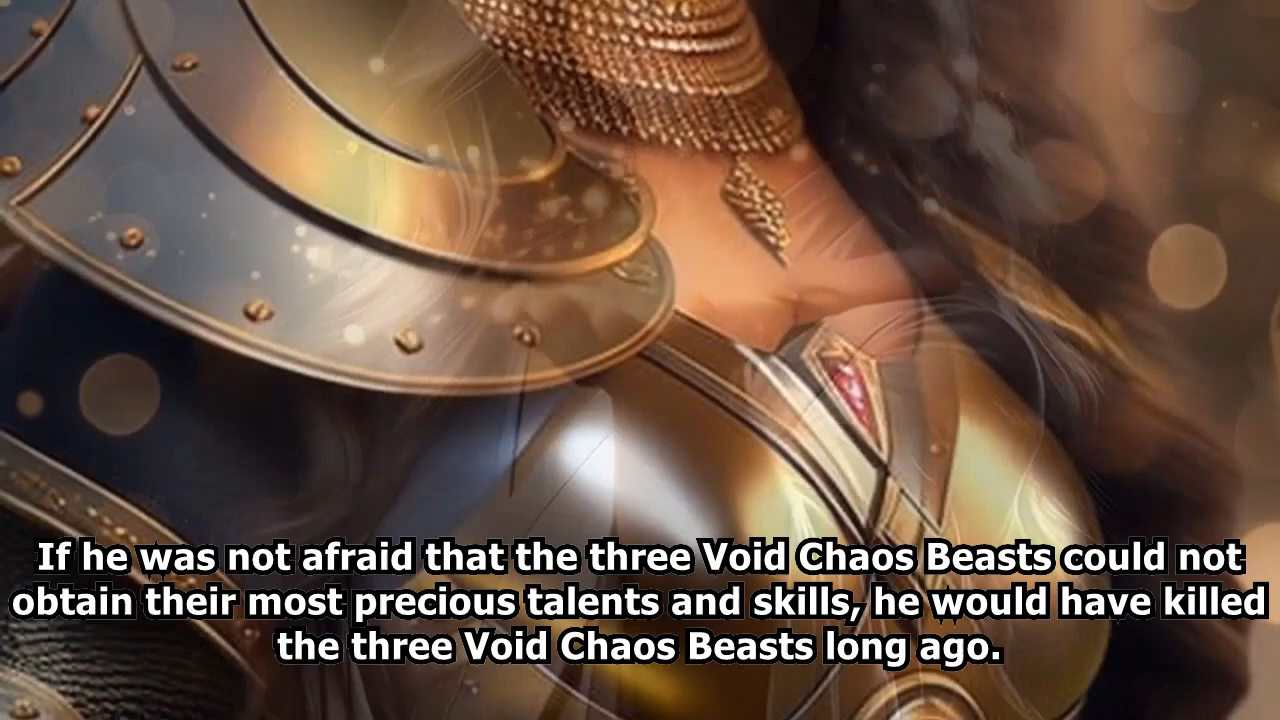 If he was not afraid that the three Void Chaos Beasts could not
obtain their most precious talents and skills, he would have killed
the three Void Chaos Beasts long ago.